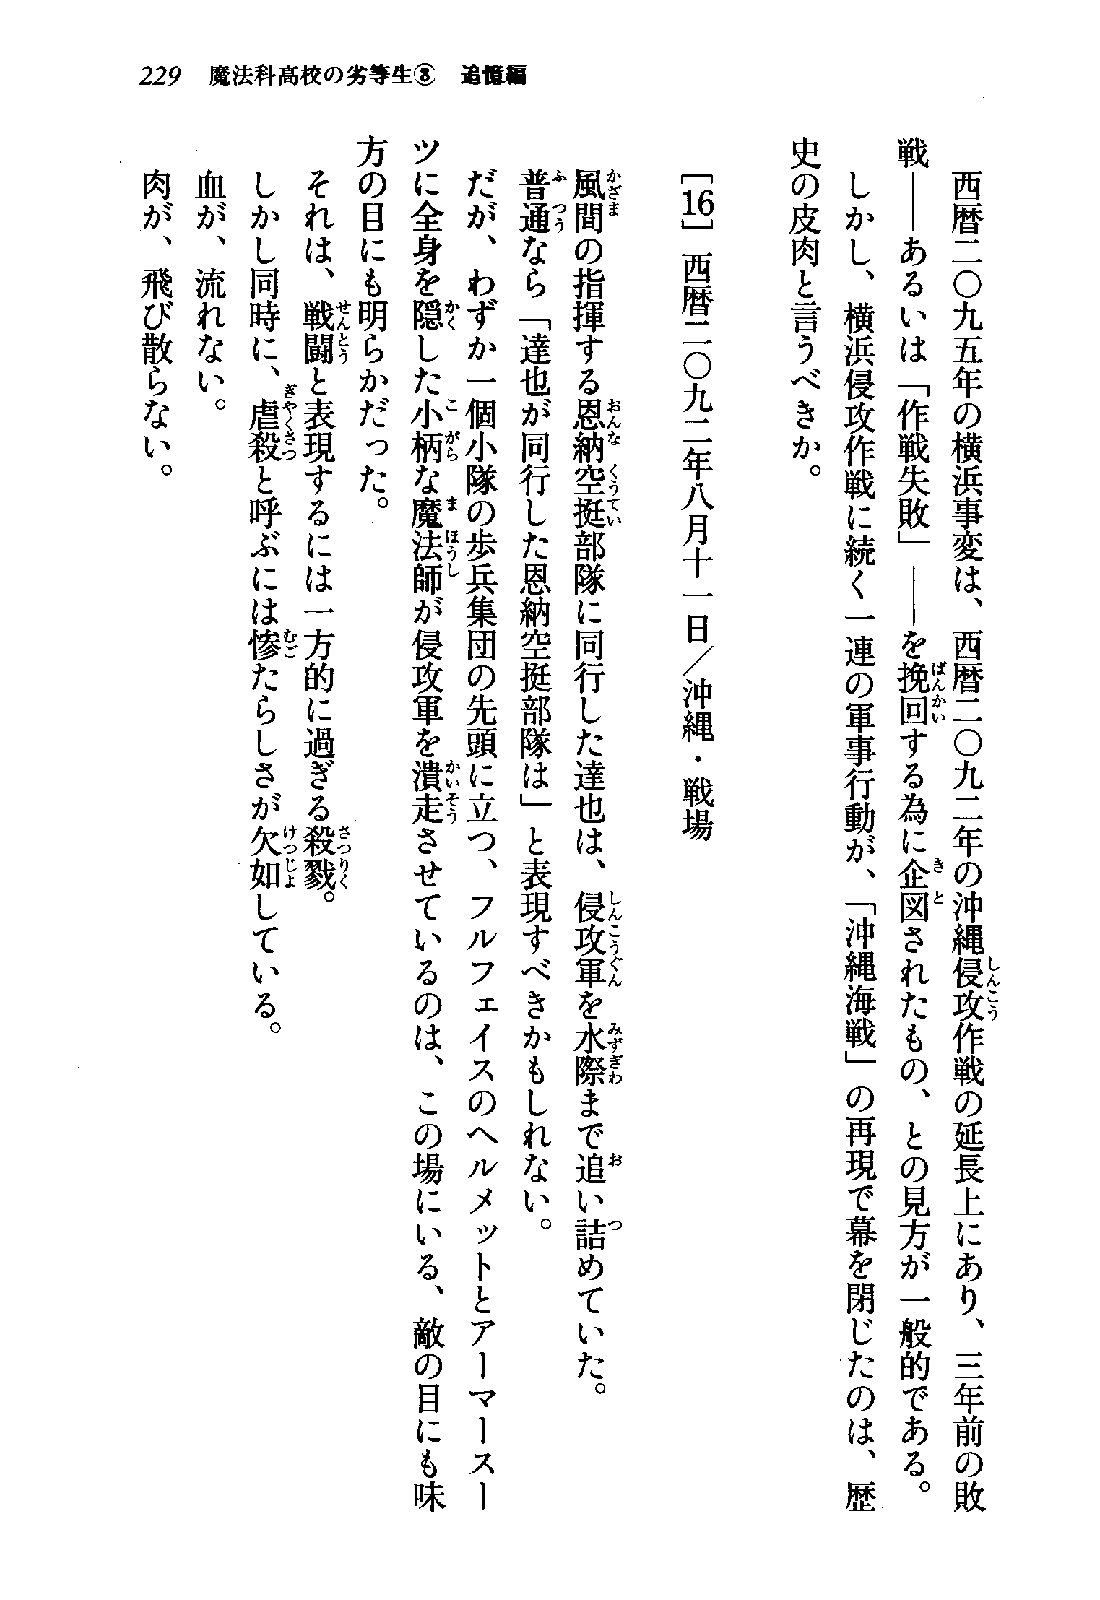 229　魔法科高校の劣等生⑧　追憶編
西暦二〇九五年の横浜事変は、西暦二〇九二年の沖縄侵攻作戦の延長上にあり、三年前の敗
戦――あるいは「作戦失敗」――を挽回する為に企図されたもの、との見方が一般的である。
しかし、横浜侵攻作戦に続く一連の軍事行動が、「沖縄海戦」の再現で幕を閉じたのは、歴
史の皮肉と言うべきか。
［16］西暦二〇九二年八月十一日／沖縄・戦場
風間の指揮する恩納空挺部隊に同行した達也は、侵攻軍を水際まで追い詰めていた。
普通なら「達也が同行した恩納空挺部隊は」と表現すべきかもしれない。
だが、わずか一個小隊の歩兵集団の先頭に立つ、フルフェイスのヘルメットとアーマースー
ツに全身を隠した小柄な魔法師が侵攻軍を潰走させているのは、この場にいる、敵の目にも味
方の目にも明らかだった。
それは、戦闘と表現するには一方的に過ぎる殺戮。
しかし同時に、虐殺と呼ぶには惨たらしさが欠如している。
血が、流れない。
肉が、飛び散らない。